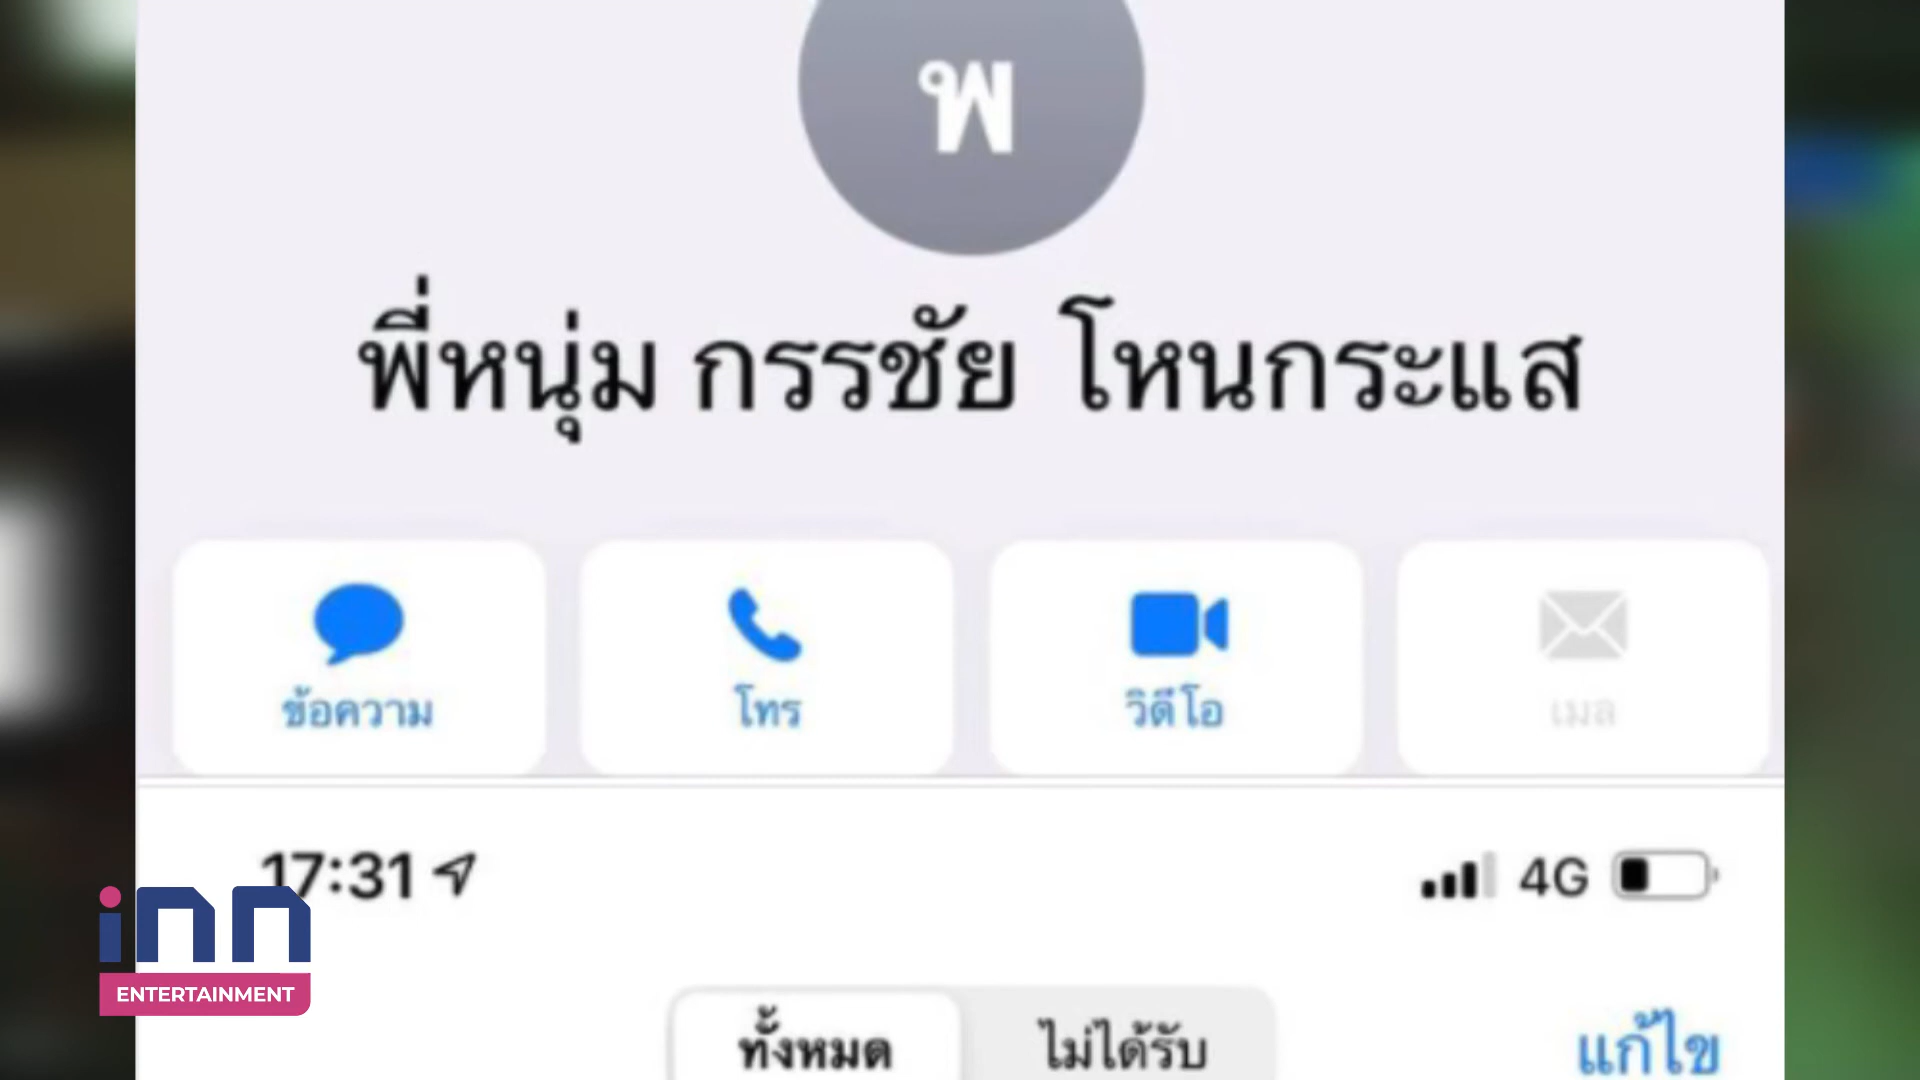 พ
พี่หนุ่ม กรรชัย โหนกระแส
ข้อความ โทร วิดีโอ เมล
17:31 4G
inn
ENTERTAINMENT
ทั้งหมด ไม่ได้รับ แก้ไข